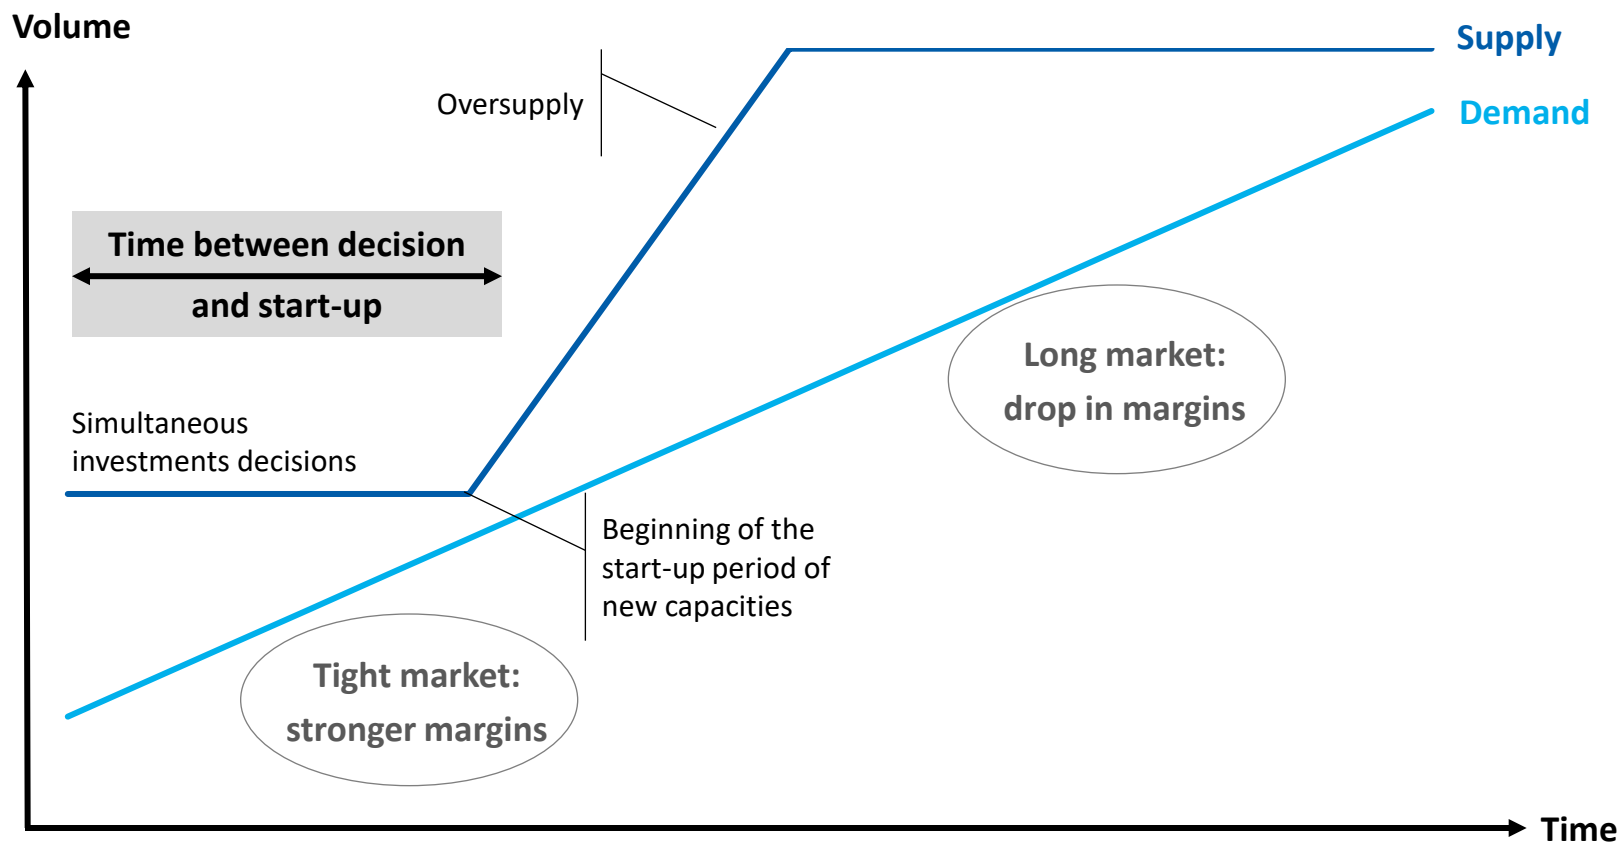 Volume
Supply
Oversupply
Demand
Time between decision
and start-up
Long market:
drop in margins
Simultaneous
investments decisions
Beginning of the
start-up period of
new capacities
Tight market:
stronger margins
Time